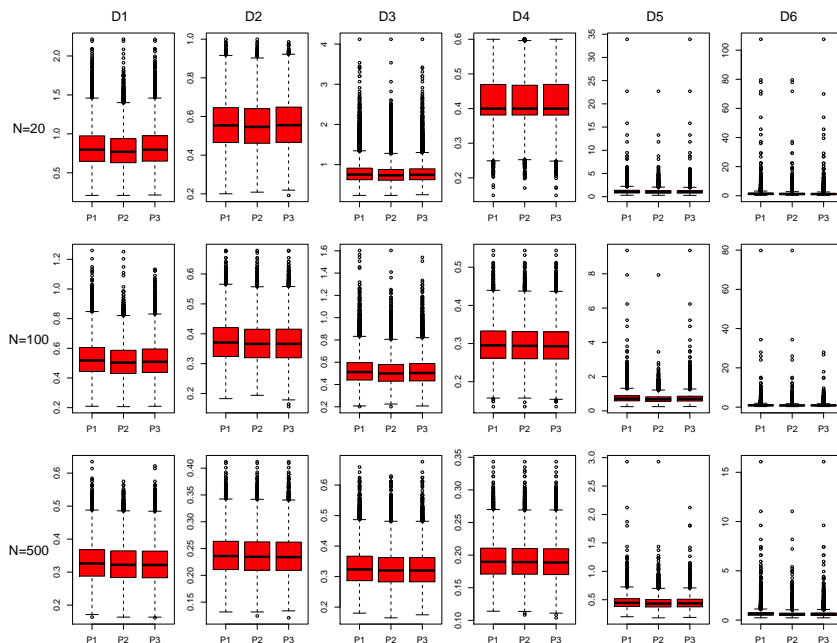 D1 D2 D3 D4 D5 D6
N=20
2.0 1.5 1.0 0.5
P1 P2 P3
1.0 0.8 0.6 0.4 0.2
P1 P2 P3
4 3 2 1
P1 P2 P3
0.6 0.5 0.4 0.3 0.2
P1 P2 P3
35 30 25 20 15 10 5 0
P1 P2 P3
100 80 60 40 20 0
P1 P2 P3
N=100
1.2 1.0 0.8 0.6 0.4 0.2
P1 P2 P3
0.6 0.5 0.4 0.3 0.2
P1 P2 P3
1.6 1.4 1.2 1.0 0.8 0.6 0.4 0.2
P1 P2 P3
0.5 0.4 0.3 0.2
P1 P2 P3
8 6 4 2 0
P1 P2 P3
80 60 40 20 0
P1 P2 P3
N=500
0.6 0.5 0.4 0.3 0.2
P1 P2 P3
0.40 0.35 0.30 0.25 0.20 0.15
P1 P2 P3
0.6 0.5 0.4 0.3 0.2
P1 P2 P3
0.35 0.30 0.25 0.20 0.15 0.10
P1 P2 P3
3.0 2.5 2.0 1.5 1.0 0.5
P1 P2 P3
15 10 5 0
P1 P2 P3